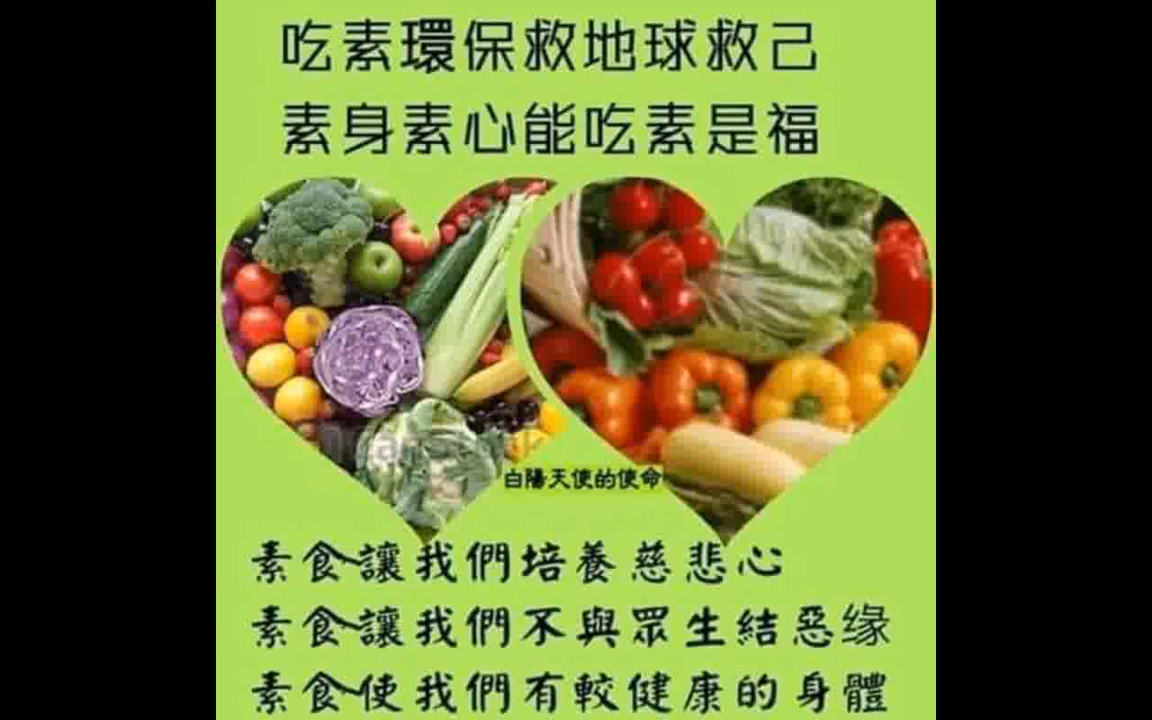 吃素環保救地球救己
素身素心能吃素是福
白陽天使的使命
素食讓我們培養慈悲心
素食讓我們不與眾生結惡缘
素食使我們有較健康的身體